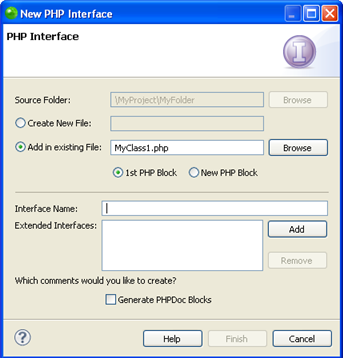 New PHP Interface
PHP Interface
Source Folder: \MyProject\MyFolder Browse
Create New File:
Add in existing File: MyClass1.php Browse
1st PHP Block New PHP Block
Interface Name:
Extended Interfaces: Add
Remove
Which comments would you like to create?
Generate PHPDoc Blocks
? Help Finish Cancel